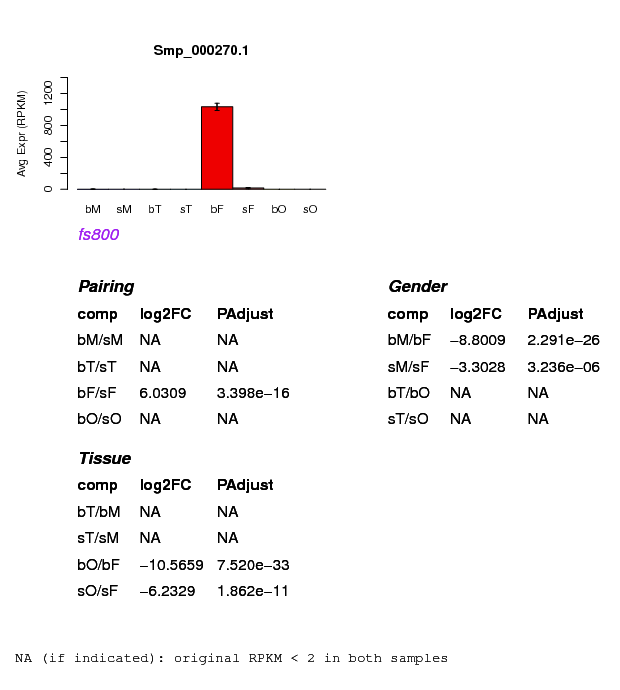 Smp_000270.1
Avg Expr (RPKM)
1200
800
400
0
bM sM bT sT bF sF bO sO
fs800
Pairing
comp log2FC PAdjust
bM/sM NA NA
bT/sT NA NA
bF/sF 6.0309 3.398e−16
bO/sO NA NA
Gender
comp log2FC PAdjust
bM/bF −8.8009 2.291e−26
sM/sF −3.3028 3.236e−06
bT/bO NA NA
sT/sO NA NA
Tissue
comp log2FC PAdjust
bT/bM NA NA
sT/sM NA NA
bO/bF −10.5659 7.520e−33
sO/sF −6.2329 1.862e−11
NA (if indicated): original RPKM < 2 in both samples